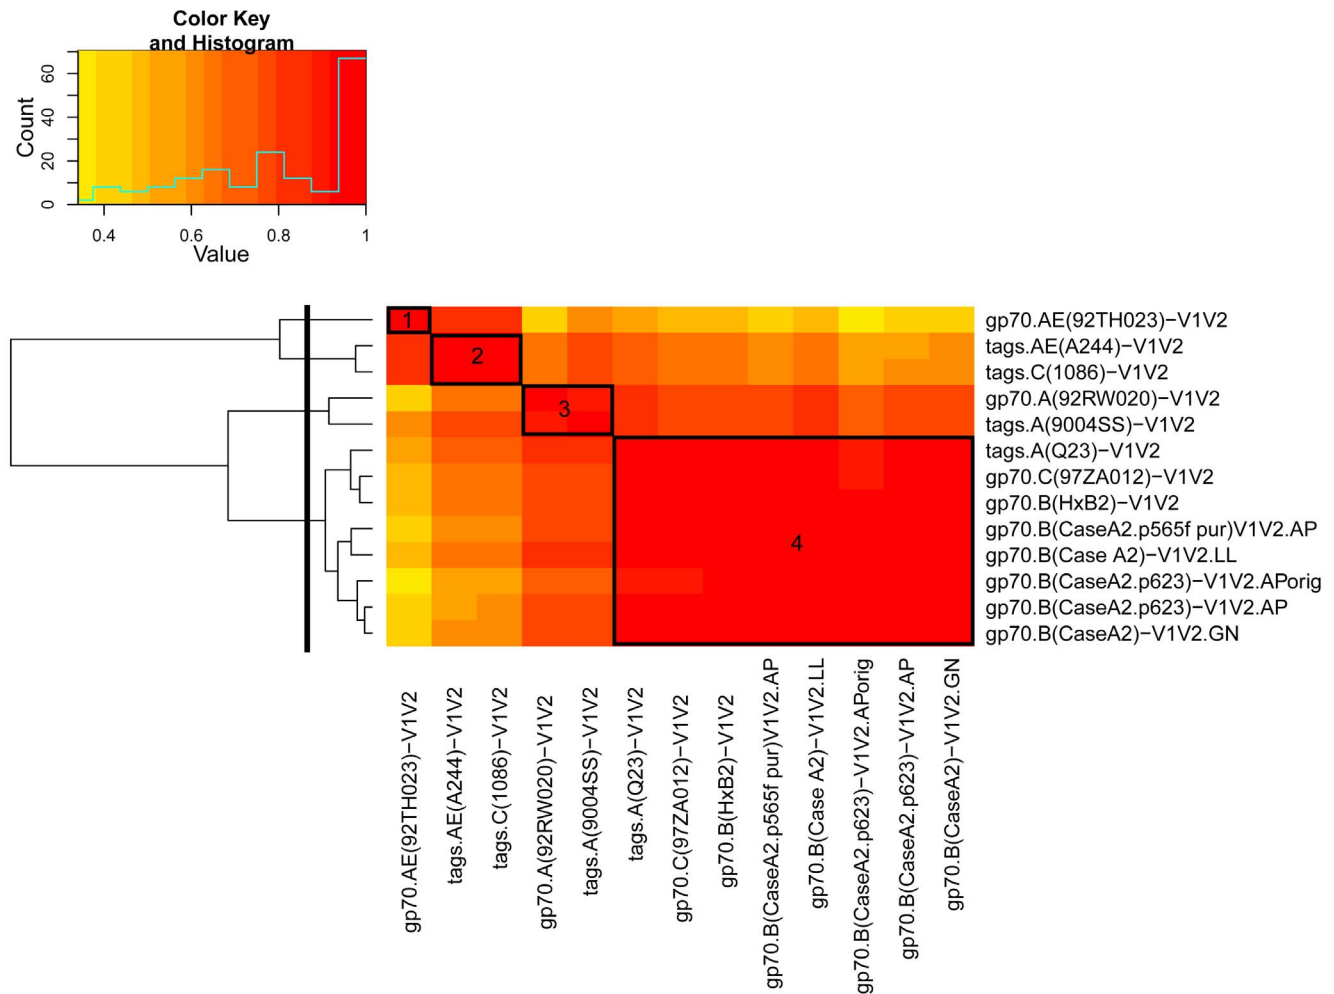 Color Key
and Histogram
Count
0
20
40
60
0.4
0.6
0.8
1
Value
1
2
3
4
gp70.AE(92TH023)−V1V2
tags.AE(A244)−V1V2
tags.C(1086)−V1V2
gp70.A(92RW020)−V1V2
tags.A(9004SS)−V1V2
tags.A(Q23)−V1V2
gp70.C(97ZA012)−V1V2
gp70.B(HxB2)−V1V2
gp70.B(CaseA2.p565f pur)V1V2.AP
gp70.B(Case A2)−V1V2.LL
gp70.B(CaseA2.p623)−V1V2.APorig
gp70.B(CaseA2.p623)−V1V2.AP
gp70.B(CaseA2)−V1V2.GN
gp70.AE(92TH023)−V1V2
tags.AE(A244)−V1V2
tags.C(1086)−V1V2
gp70.A(92RW020)−V1V2
tags.A(9004SS)−V1V2
tags.A(Q23)−V1V2
gp70.C(97ZA012)−V1V2
gp70.B(HxB2)−V1V2
gp70.B(CaseA2.p565f pur)V1V2.AP
gp70.B(Case A2)−V1V2.LL
gp70.B(CaseA2.p623)−V1V2.APorig
gp70.B(CaseA2.p623)−V1V2.AP
gp70.B(CaseA2)−V1V2.GN